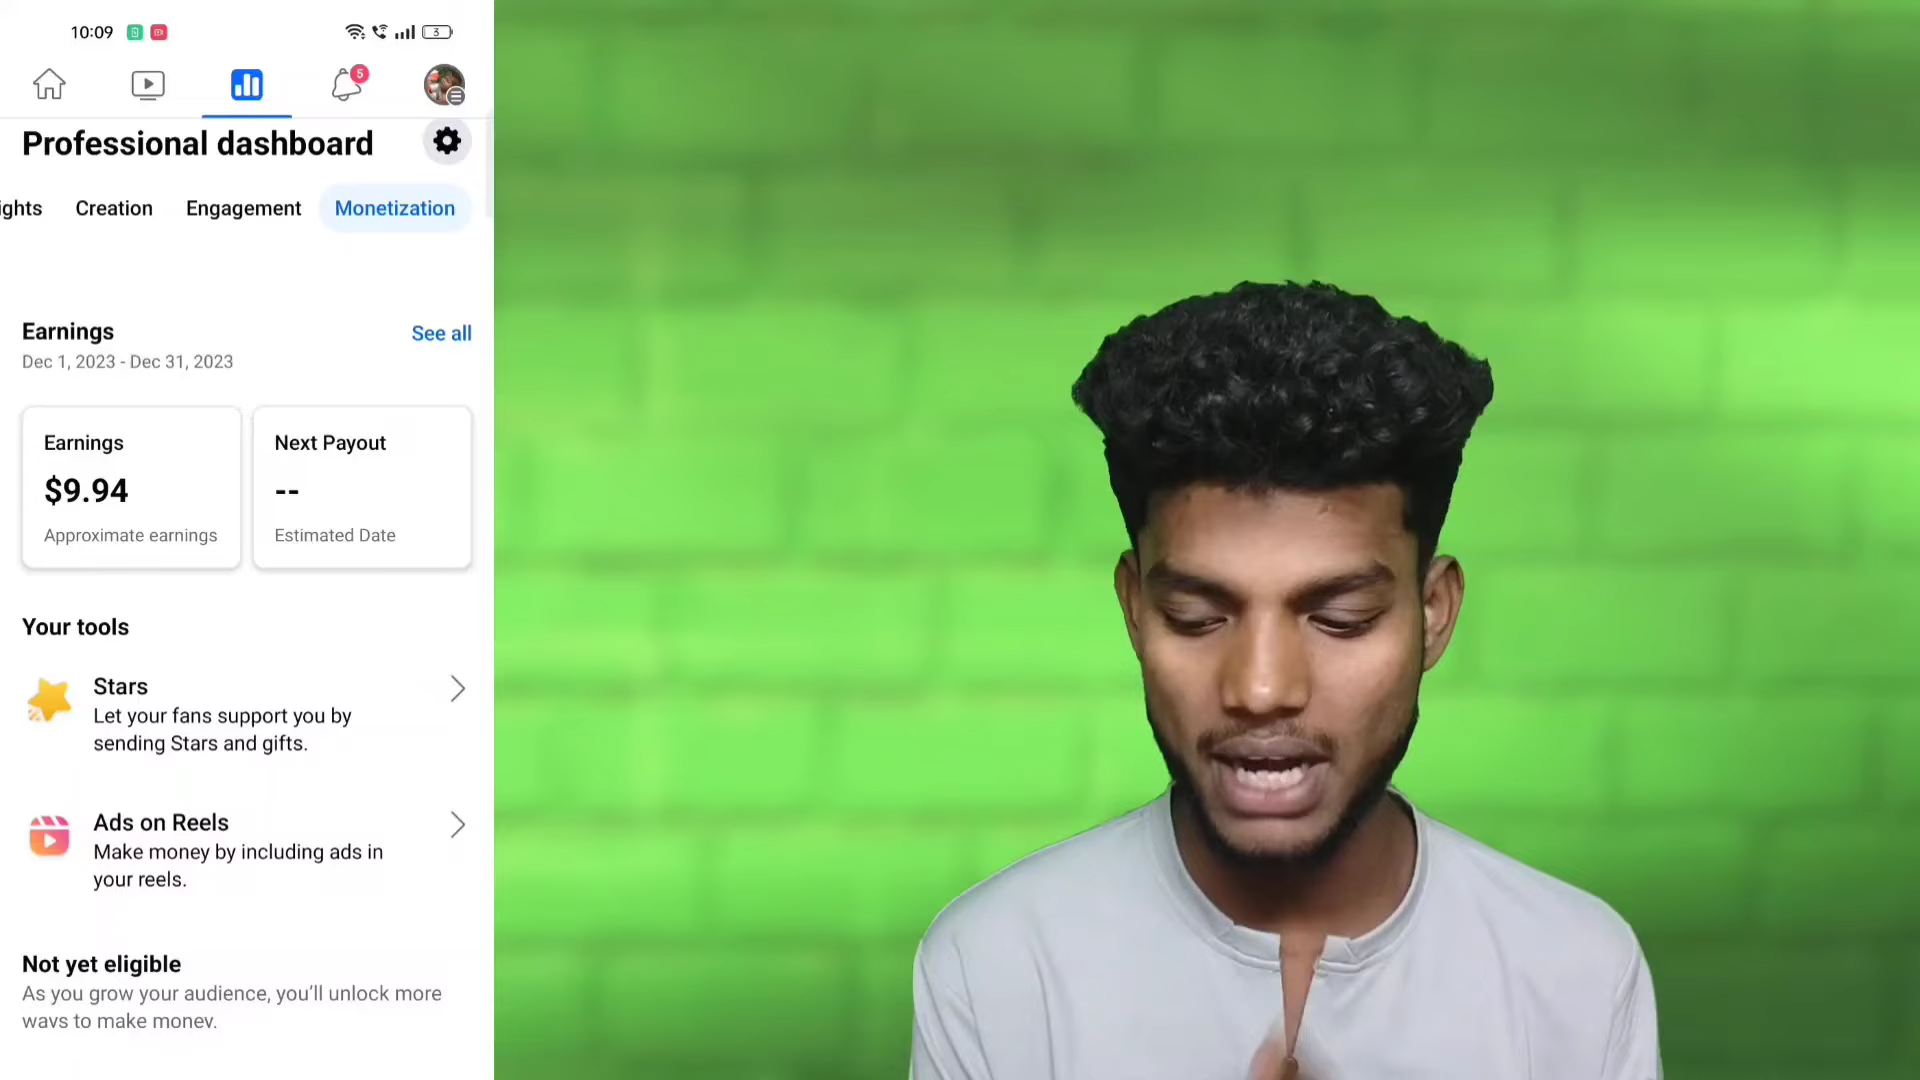 10:09
3
5
Professional dashboard
ights Creation Engagement Monetization
Earnings See all
Dec 1, 2023 - Dec 31, 2023
Earnings
$9.94
Approximate earnings
Next Payout
--
Estimated Date
Your tools
Stars
Let your fans support you by
sending Stars and gifts.
Ads on Reels
Make money by including ads in
your reels.
Not yet eligible
As you grow your audience, you'll unlock more
ways to make money.